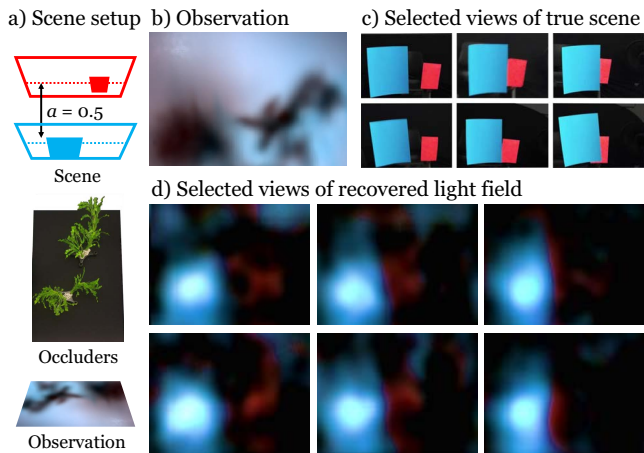 a) Scene setup
b) Observation
c) Selected views of true scene
a = 0.5
Scene
d) Selected views of recovered light field
Occluders
Observation